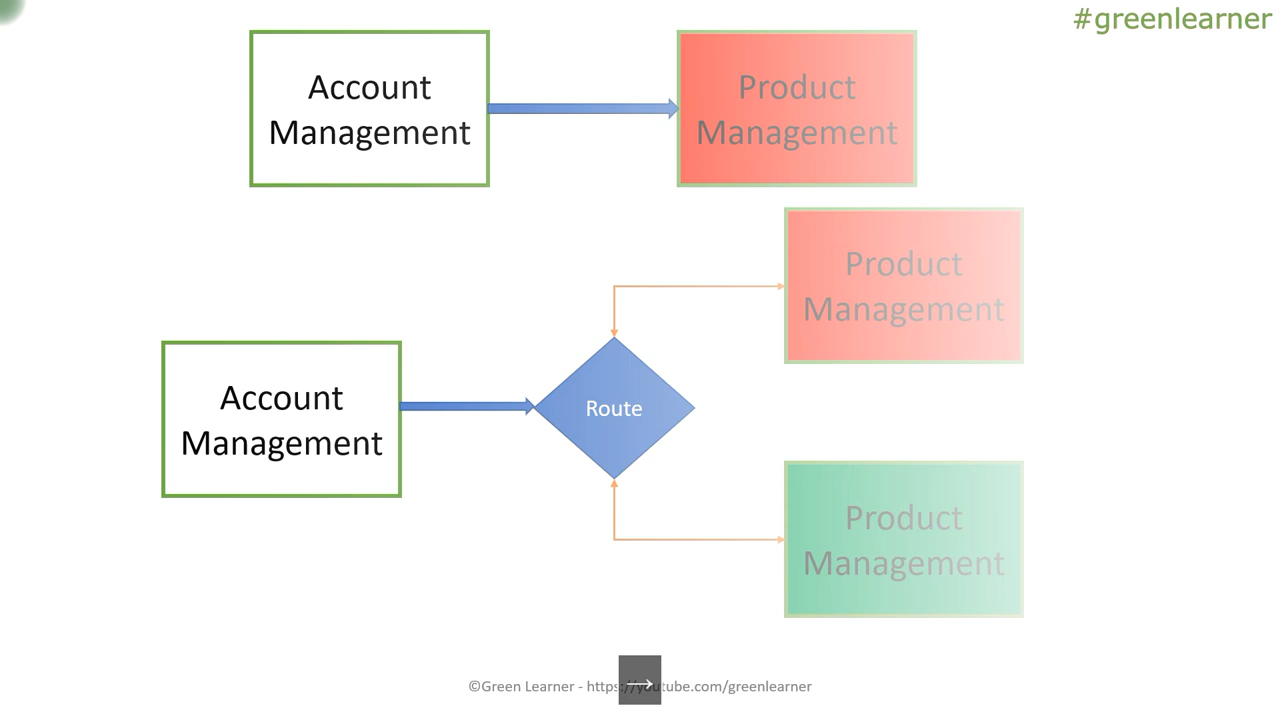 #greenlearner
Account
Management
Product
Management
Product
Management
Account
Management
Route
Product
Management
©Green Learner - https://youtube.com/greenlearner